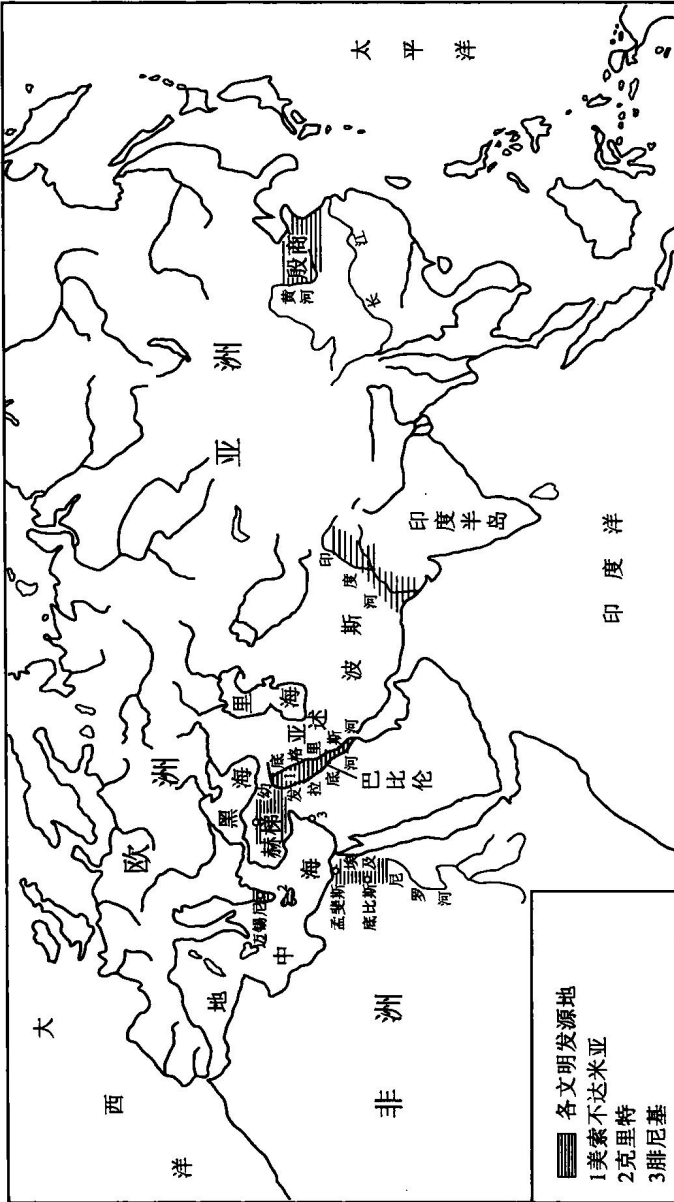 大西洋
太平洋
印度洋
欧洲
亚洲
非洲
地中海
黑海
里海
赫梯
迈锡尼
孟斐斯
底比斯
埃及
尼罗河
亚述
底格里斯河
幼发拉底河
巴比伦
波斯
印度河
印度半岛
殷商
黄河
长江
1
3
各文明发源地
1美索不达米亚
2克里特
3腓尼基